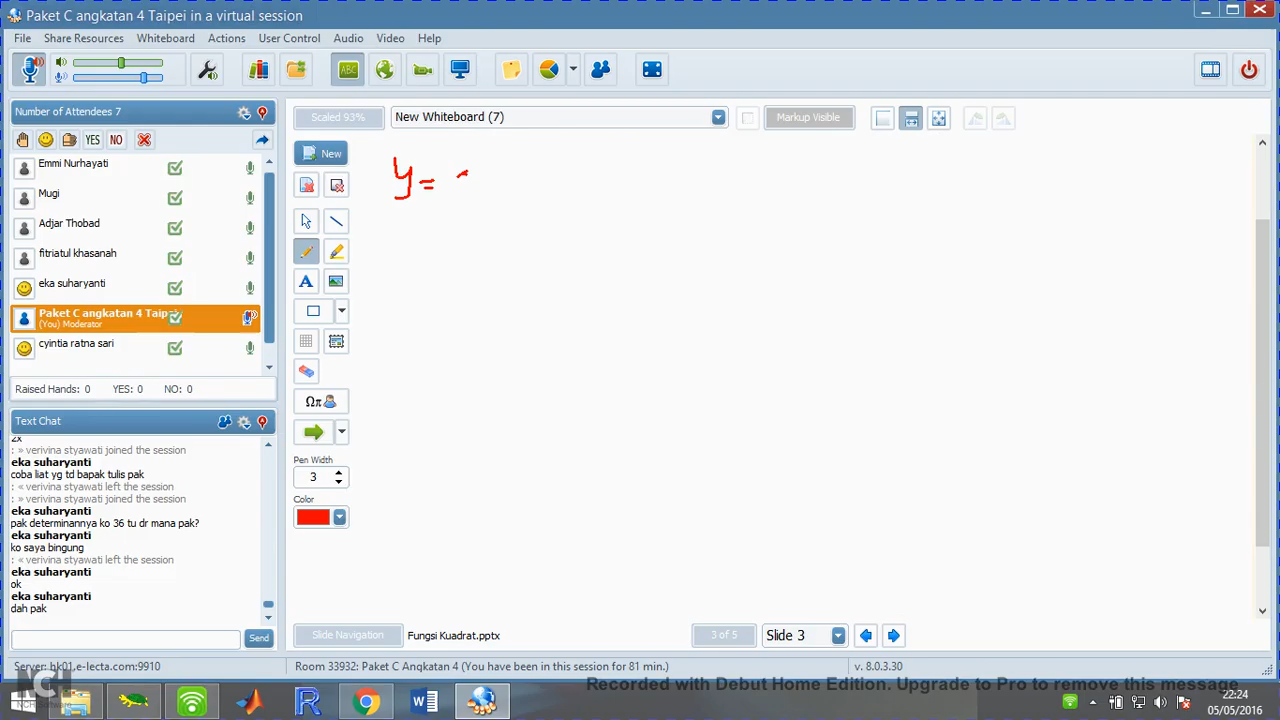 Paket C angkatan 4 Taipei in a virtual session
File Share Resources Whiteboard Actions User Control Audio Video Help
Number of Attendees 7
YES NO
Emmi Nurhayati
Mugi
Adjar Thobad
fitriatul khasanah
eka suharyanti
Paket C angkatan 4 Taipei
(You) Moderator
cyintia ratna sari
Raised Hands: 0 YES: 0 NO: 0
Text Chat
2x
: » verivina styawati joined the session
eka suharyanti
coba liat yg td bapak tulis pak
: « verivina styawati left the session
: » verivina styawati joined the session
eka suharyanti
pak determinannya ko 36 tu dr mana pak?
eka suharyanti
ko saya bingung
: « verivina styawati left the session
eka suharyanti
ok
eka suharyanti
dah pak
Send
Scaled 93% New Whiteboard (7) Markup Visible
New
ABC
A
Ωπ
Pen Width
3
Color
y =
Slide Navigation Fungsi Kuadrat.pptx 3 of 5 Slide 3
Server: bk01.e-lecta.com:9910 Room 33932: Paket C Angkatan 4 (You have been in this session for 81 min.) v. 8.0.3.30
NCH Software
Recorded with Debut Home Edition. Upgrade to Pro to remove this message
22:24
05/05/2016